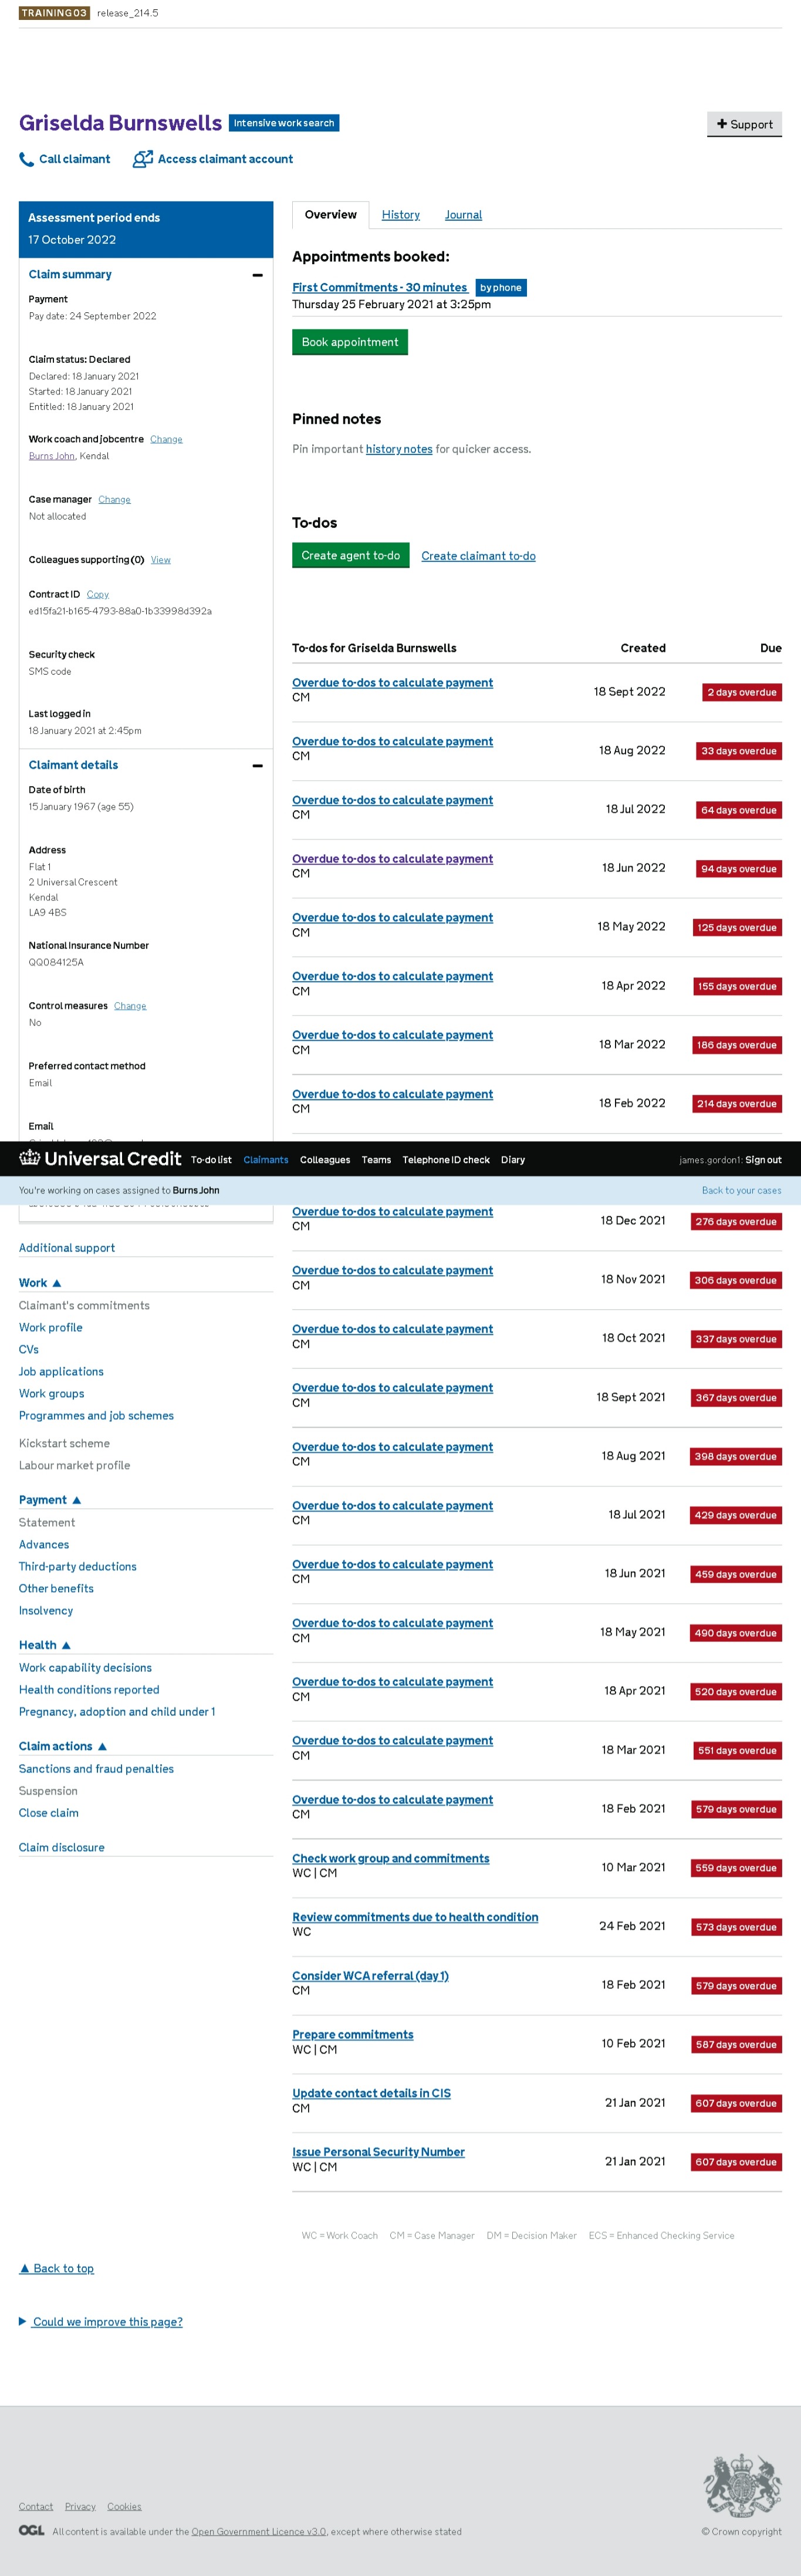 TRAINING03 release_214.5
Griselda Burnswells Intensive work search
+ Support
Call claimant Access claimant account
Assessment period ends
17 October 2022
Claim summary
Payment
Pay date: 24 September 2022
Claim status: Declared
Declared: 18 January 2021
Started: 18 January 2021
Entitled: 18 January 2021
Work coach and jobcentre Change
Burns John, Kendal
Case manager Change
Not allocated
Colleagues supporting (0) View
Contract ID Copy
ed15fa21-b165-4793-88a0-1b33998d392a
Security check
SMS code
Last logged in
18 January 2021 at 2:45pm
Claimant details
Date of birth
15 January 1967 (age 55)
Address
Flat 1
2 Universal Crescent
Kendal
LA9 4BS
National Insurance Number
QQ084125A
Control measures Change
No
Preferred contact method
Email
Email
Overview History Journal
Appointments booked:
First Commitments - 30 minutes by phone
Thursday 25 February 2021 at 3:25pm
Book appointment
Pinned notes
Pin important history notes for quicker access.
To-dos
Create agent to-do Create claimant to-do
To-dos for Griselda Burnswells Created Due
Overdue to-dos to calculate payment
CM 18 Sept 2022 2 days overdue
Overdue to-dos to calculate payment
CM 18 Aug 2022 33 days overdue
Overdue to-dos to calculate payment
CM 18 Jul 2022 64 days overdue
Overdue to-dos to calculate payment
CM 18 Jun 2022 94 days overdue
Overdue to-dos to calculate payment
CM 18 May 2022 125 days overdue
Overdue to-dos to calculate payment
CM 18 Apr 2022 155 days overdue
Overdue to-dos to calculate payment
CM 18 Mar 2022 186 days overdue
Overdue to-dos to calculate payment
CM 18 Feb 2022 214 days overdue
Universal Credit To-do list Claimants Colleagues Teams Telephone ID check Diary james.gordon1: Sign out
You're working on cases assigned to Burns John Back to your cases
Additional support
Work ▲
Claimant's commitments
Work profile
CVs
Job applications
Work groups
Programmes and job schemes
Kickstart scheme
Labour market profile
Payment ▲
Statement
Advances
Third-party deductions
Other benefits
Insolvency
Health ▲
Work capability decisions
Health conditions reported
Pregnancy, adoption and child under 1
Claim actions ▲
Sanctions and fraud penalties
Suspension
Close claim
Claim disclosure
Overdue to-dos to calculate payment
CM 18 Dec 2021 276 days overdue
Overdue to-dos to calculate payment
CM 18 Nov 2021 306 days overdue
Overdue to-dos to calculate payment
CM 18 Oct 2021 337 days overdue
Overdue to-dos to calculate payment
CM 18 Sept 2021 367 days overdue
Overdue to-dos to calculate payment
CM 18 Aug 2021 398 days overdue
Overdue to-dos to calculate payment
CM 18 Jul 2021 429 days overdue
Overdue to-dos to calculate payment
CM 18 Jun 2021 459 days overdue
Overdue to-dos to calculate payment
CM 18 May 2021 490 days overdue
Overdue to-dos to calculate payment
CM 18 Apr 2021 520 days overdue
Overdue to-dos to calculate payment
CM 18 Mar 2021 551 days overdue
Overdue to-dos to calculate payment
CM 18 Feb 2021 579 days overdue
Check work group and commitments
WC | CM 10 Mar 2021 559 days overdue
Review commitments due to health condition
WC 24 Feb 2021 573 days overdue
Consider WCA referral (day 1)
CM 18 Feb 2021 579 days overdue
Prepare commitments
WC | CM 10 Feb 2021 587 days overdue
Update contact details in CIS
CM 21 Jan 2021 607 days overdue
Issue Personal Security Number
WC | CM 21 Jan 2021 607 days overdue
WC = Work Coach CM = Case Manager DM = Decision Maker ECS = Enhanced Checking Service
▲ Back to top
Could we improve this page?
Contact Privacy Cookies
OGL All content is available under the Open Government Licence v3.0, except where otherwise stated
© Crown copyright